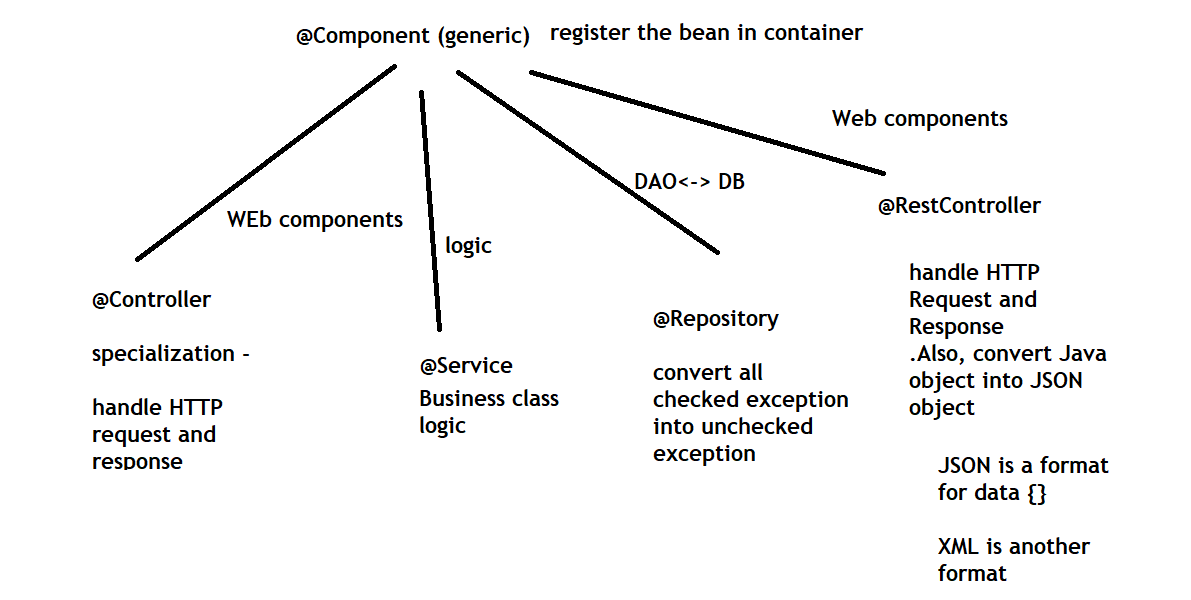 @Component (generic) register the bean in container
Web components
DAO<-> DB
@RestController
WEb components
logic
@Controller
specialization -
handle HTTP
request and
response
@Service
Business class
logic
@Repository
convert all
checked exception
into unchecked
exception
handle HTTP
Request and
Response
.Also, convert Java
object into JSON
object
JSON is a format
for data {}
XML is another
format